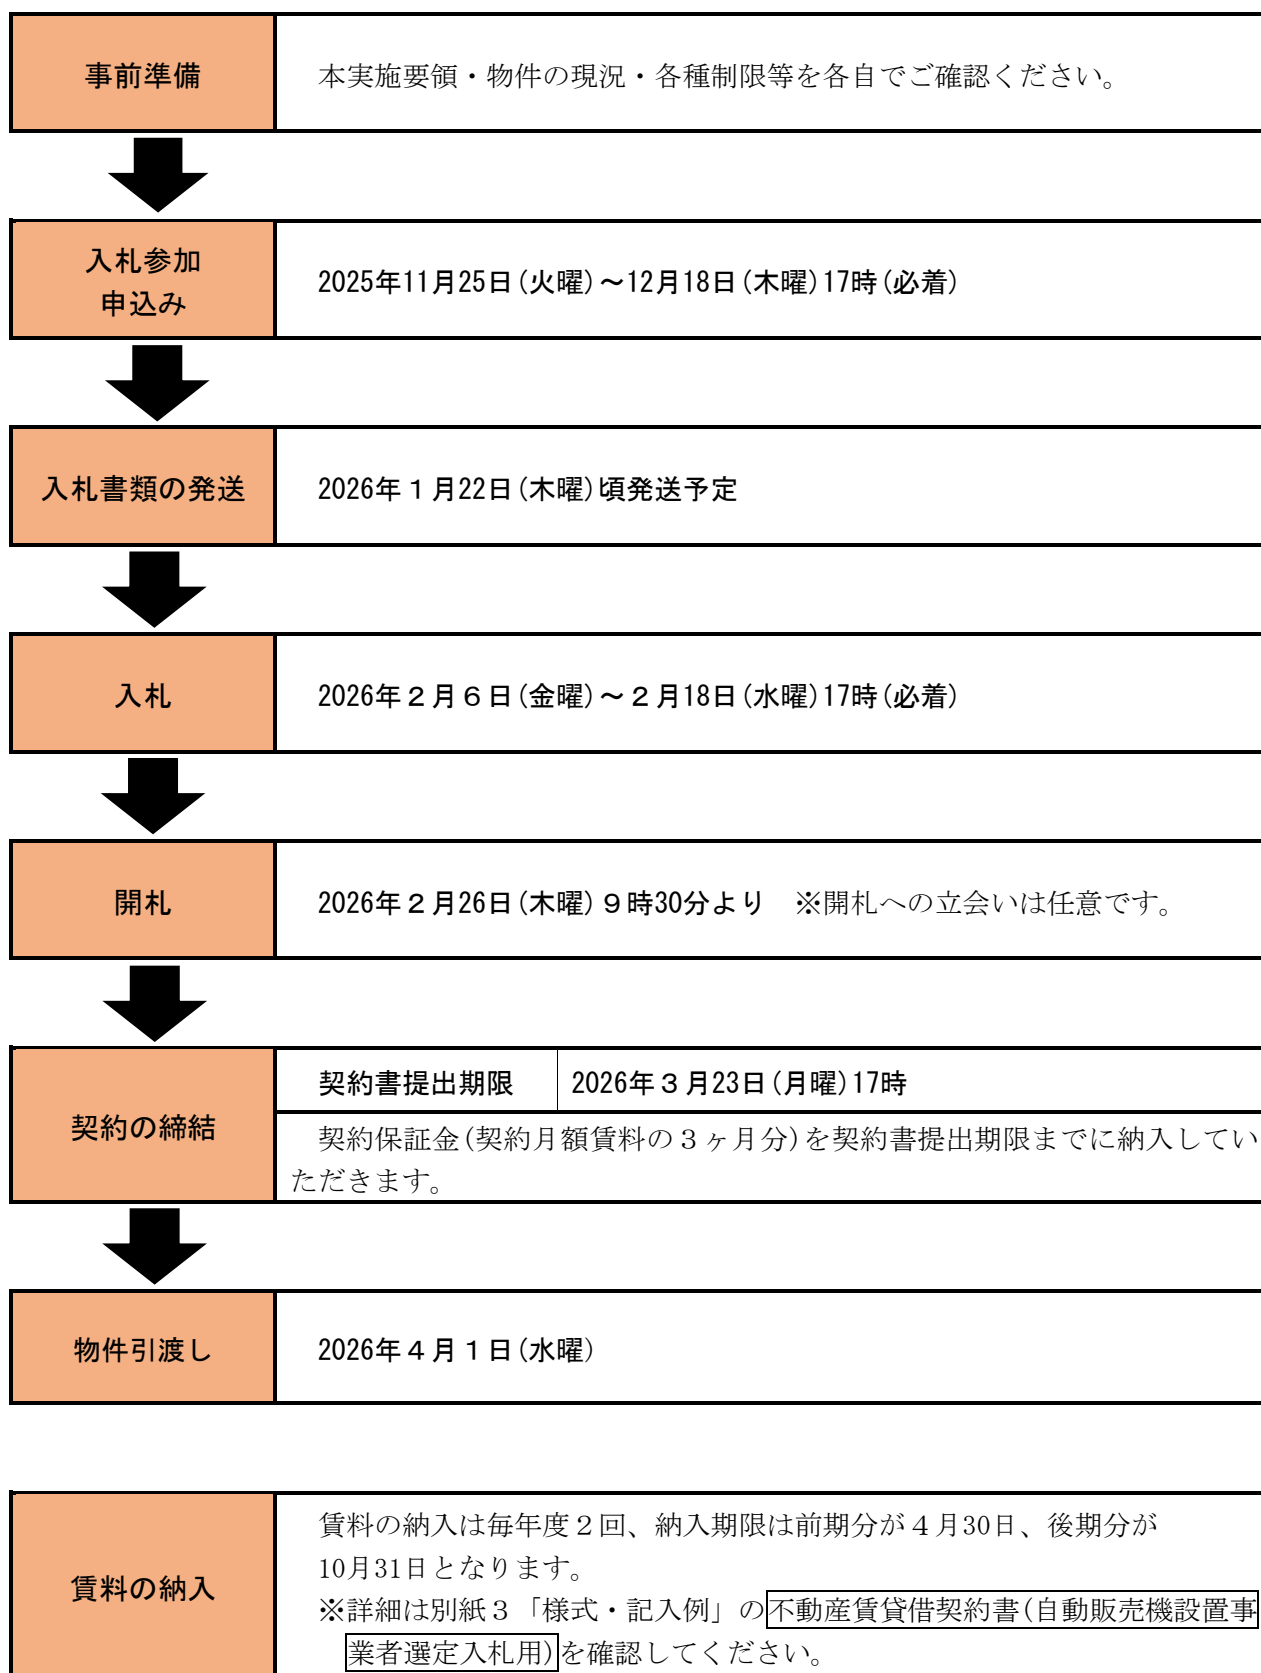 事前準備
本実施要領・物件の現況・各種制限等を各自でご確認ください。
入札参加
申込み
2025年11月25日(火曜)～12月18日(木曜)17時(必着)
入札書類の発送
2026年１月22日(木曜)頃発送予定
入札
2026年２月６日(金曜)～２月18日(水曜)17時(必着)
開札
2026年２月26日(木曜)９時30分より　※開札への立会いは任意です。
契約の締結
契約書提出期限
2026年３月23日(月曜)17時
契約保証金(契約月額賃料の３ヶ月分)を契約書提出期限までに納入してい
ただきます。
物件引渡し
2026年４月１日(水曜)
賃料の納入
賃料の納入は毎年度２回、納入期限は前期分が４月30日、後期分が
10月31日となります。
※詳細は別紙３「様式・記入例」の不動産賃貸借契約書(自動販売機設置事
業者選定入札用)を確認してください。